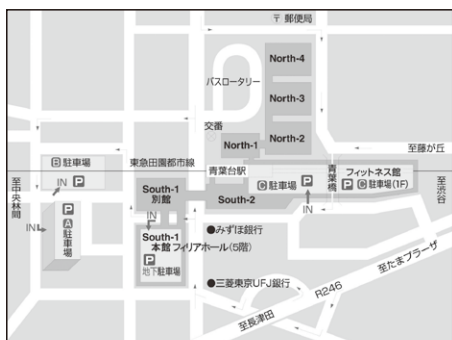 〒 郵便局
North-4
バスロータリー
North-3
交番
North-1
North-2
至藤が丘
B 駐車場
東急田園都市線
青葉台駅
青葉橋
フィットネス館
至中央林間
IN P
South-1
別館
C 駐車場 P
P C 駐車場(1F)
至渋谷
South-2
IN
IN
P
A
駐車場
IN
South-1
本館 フィリアホール(5階)
P
地下駐車場
●みずほ銀行
至たまプラーザ
●三菱東京UFJ銀行
R246
至長津田